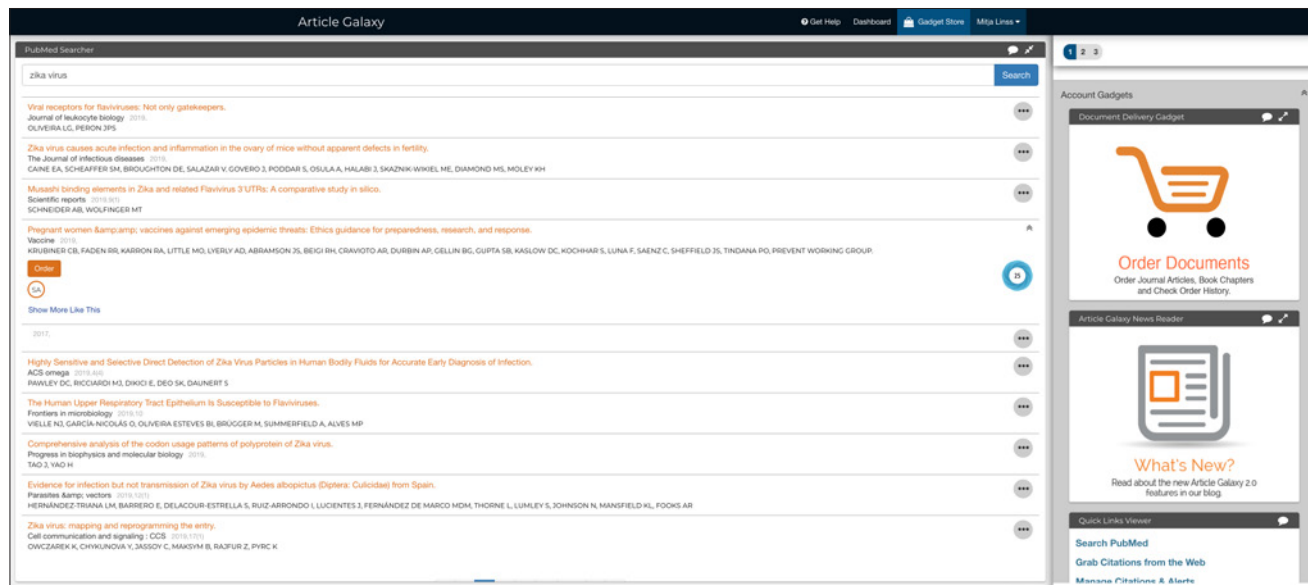 Article Galaxy
Get Help Dashboard Gadget Store Mitja Linss
PubMed Searcher
zika virus
Search
Viral receptors for flaviviruses: Not only gatekeepers.
Journal of leukocyte biology 2019,
OLIVEIRA LG, PERON JPS
Zika virus causes acute infection and inflammation in the ovary of mice without apparent defects in fertility.
The Journal of infectious diseases 2019,
CAINE EA, SCHEAFFER SM, BROUGHTON DE, SALAZAR V, GOVERO J, PODDAR S, OSULA A, HALABI J, SKAZNIK-WIKIEL ME, DIAMOND MS, MOLEY KH
Musashi binding elements in Zika and related Flavivirus 3'UTRs: A comparative study in silico.
Scientific reports 2019,9(1)
SCHNEIDER AB, WOLFINGER MT
Pregnant women &amp;amp; vaccines against emerging epidemic threats: Ethics guidance for preparedness, research, and response.
Vaccine 2019,
KRUBINER CB, FADEN RR, KARRON RA, LITTLE MO, LYERLY AD, ABRAMSON JS, BEIGI RH, CRAVIOTO AR, DURBIN AP, GELLIN BG, GUPTA SB, KASLOW DC, KOCHHAR S, LUNA F, SAENZ C, SHEFFIELD JS, TINDANA PO, PREVENT WORKING GROUP.
Order
25
SA
Show More Like This
2017,
Highly Sensitive and Selective Direct Detection of Zika Virus Particles in Human Bodily Fluids for Accurate Early Diagnosis of Infection.
ACS omega 2019,4(4)
PAWLEY DC, RICCIARDI MJ, DIKICI E, DEO SK, DAUNERT S
The Human Upper Respiratory Tract Epithelium Is Susceptible to Flaviviruses.
Frontiers in microbiology 2019,10
VIELLE NJ, GARCÍA-NICOLÁS O, OLIVEIRA ESTEVES BI, BRÜGGER M, SUMMERFIELD A, ALVES MP
Comprehensive analysis of the codon usage patterns of polyprotein of Zika virus.
Progress in biophysics and molecular biology 2019,
TAO J, YAO H
Evidence for infection but not transmission of Zika virus by Aedes albopictus (Diptera: Culicidae) from Spain.
Parasites &amp; vectors 2019,12(1)
HERNÁNDEZ-TRIANA LM, BARRERO E, DELACOUR-ESTRELLA S, RUIZ-ARRONDO I, LUCIENTES J, FERNÁNDEZ DE MARCO MDM, THORNE L, LUMLEY S, JOHNSON N, MANSFIELD KL, FOOKS AR
Zika virus: mapping and reprogramming the entry.
Cell communication and signaling : CCS 2019,17(1)
OWCZAREK K, CHYKUNOVA Y, JASSOY C, MAKSYM B, RAJFUR Z, PYRC K
1 2 3
Account Gadgets
Document Delivery Gadget
Order Documents
Order Journal Articles, Book Chapters
and Check Order History.
Article Galaxy News Reader
What's New?
Read about the new Article Galaxy 2.0
features in our blog.
Quick Links Viewer
Search PubMed
Grab Citations from the Web
Manage Citations & Alerts